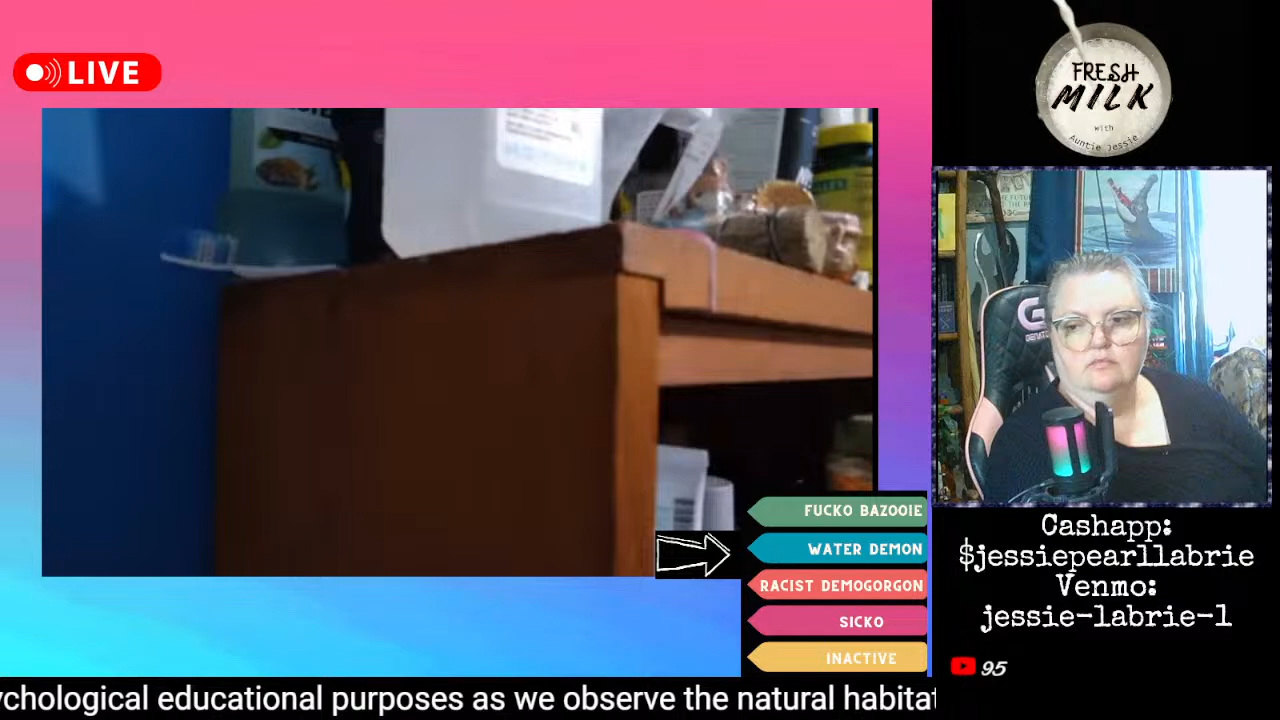 LIVE
FRESH
MILK
with
Auntie Jessie
FUCKO BAZOOIE
WATER DEMON
RACIST DEMOGORGON
SICKO
INACTIVE
Cashapp:
$jessiepearllabrie
Venmo:
jessie-labrie-1
95
ychological educational purposes as we observe the natural habitat